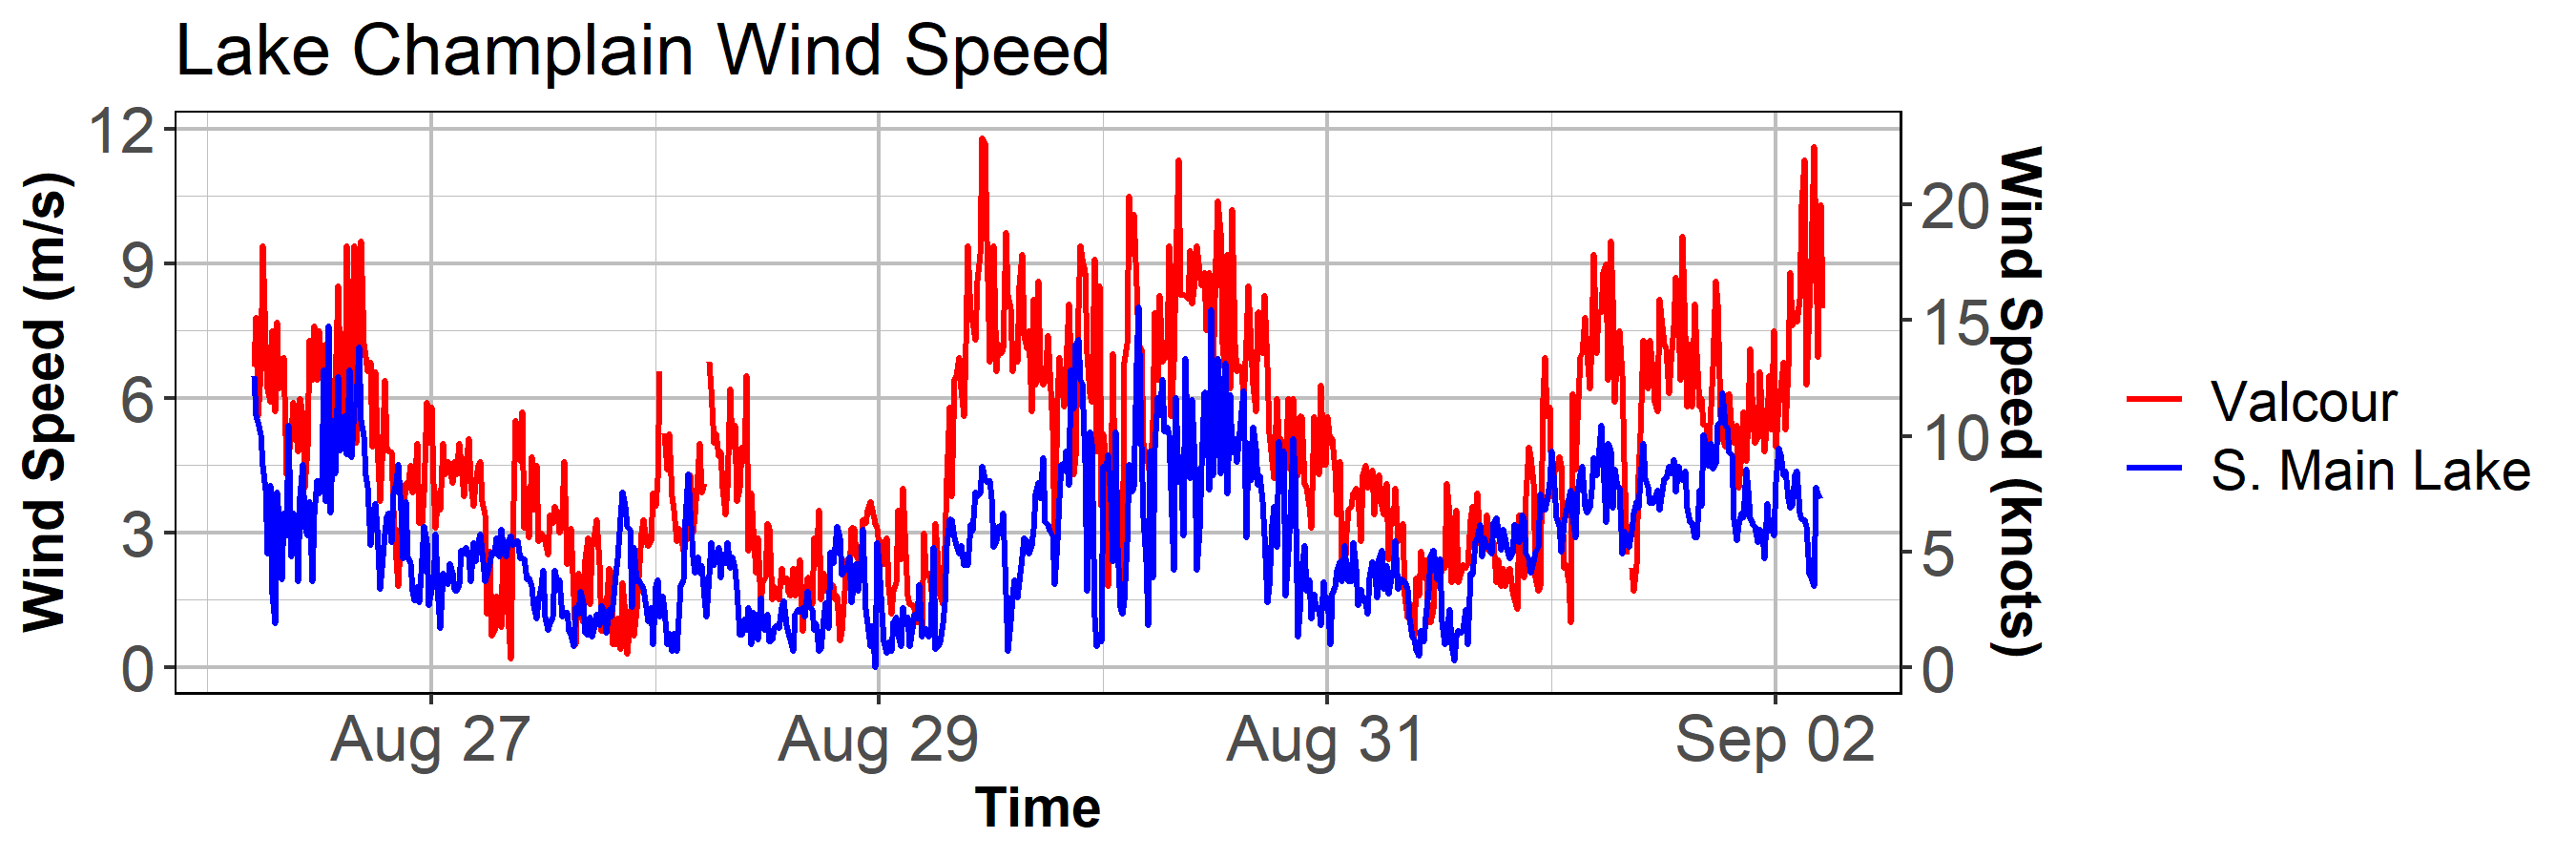 Lake Champlain Wind Speed
Wind Speed (m/s)
12
9
6
3
0
20
15
10
5
0
Wind Speed (knots)
Aug 27
Aug 29
Aug 31
Sep 02
Time
Valcour
S. Main Lake